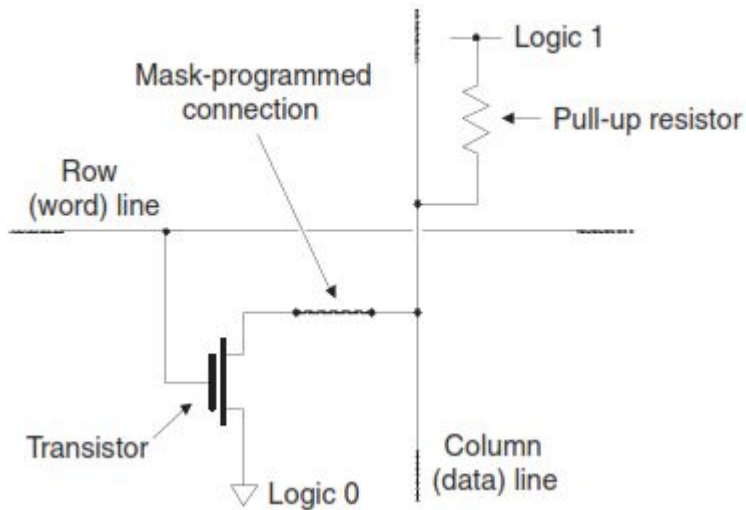 Logic 1
Mask-programmed
connection
Pull-up resistor
Row
(word) line
Transistor
Column
(data) line
Logic 0